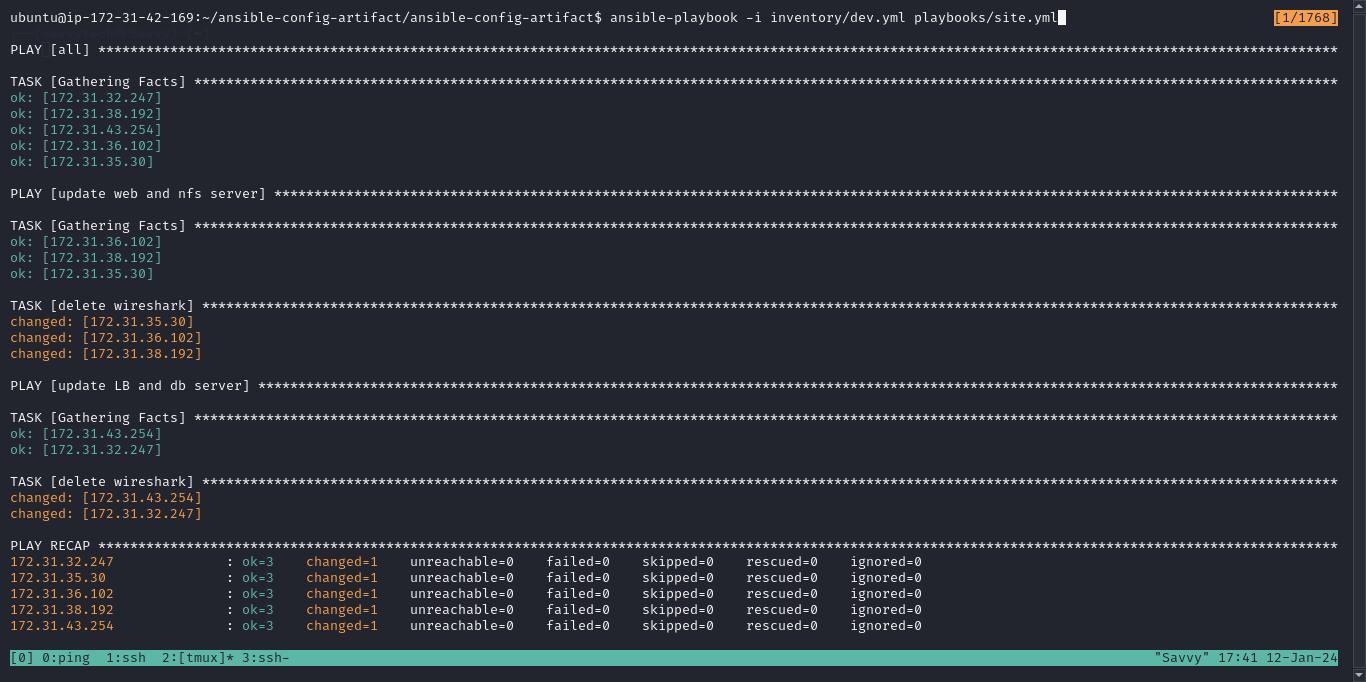 ubuntu@ip-172-31-42-169:~/ansible-config-artifact/ansible-config-artifact$ ansible-playbook -i inventory/dev.yml playbooks/site.yml [1/1768]
PLAY [all] ***********************************************************************************************************************************************************
TASK [Gathering Facts] ***********************************************************************************************************************************************
ok: [172.31.32.247]
ok: [172.31.38.192]
ok: [172.31.43.254]
ok: [172.31.36.102]
ok: [172.31.35.30]
PLAY [update web and nfs server] *************************************************************************************************************************************
TASK [Gathering Facts] ***********************************************************************************************************************************************
ok: [172.31.36.102]
ok: [172.31.38.192]
ok: [172.31.35.30]
TASK [delete wireshark] **********************************************************************************************************************************************
changed: [172.31.35.30]
changed: [172.31.36.102]
changed: [172.31.38.192]
PLAY [update LB and db server] ***************************************************************************************************************************************
TASK [Gathering Facts] ***********************************************************************************************************************************************
ok: [172.31.43.254]
ok: [172.31.32.247]
TASK [delete wireshark] **********************************************************************************************************************************************
changed: [172.31.43.254]
changed: [172.31.32.247]
PLAY RECAP ***********************************************************************************************************************************************************
172.31.32.247 : ok=3 changed=1 unreachable=0 failed=0 skipped=0 rescued=0 ignored=0
172.31.35.30 : ok=3 changed=1 unreachable=0 failed=0 skipped=0 rescued=0 ignored=0
172.31.36.102 : ok=3 changed=1 unreachable=0 failed=0 skipped=0 rescued=0 ignored=0
172.31.38.192 : ok=3 changed=1 unreachable=0 failed=0 skipped=0 rescued=0 ignored=0
172.31.43.254 : ok=3 changed=1 unreachable=0 failed=0 skipped=0 rescued=0 ignored=0
[0] 0:ping 1:ssh 2:[tmux]* 3:ssh- "Savvy" 17:41 12-Jan-24